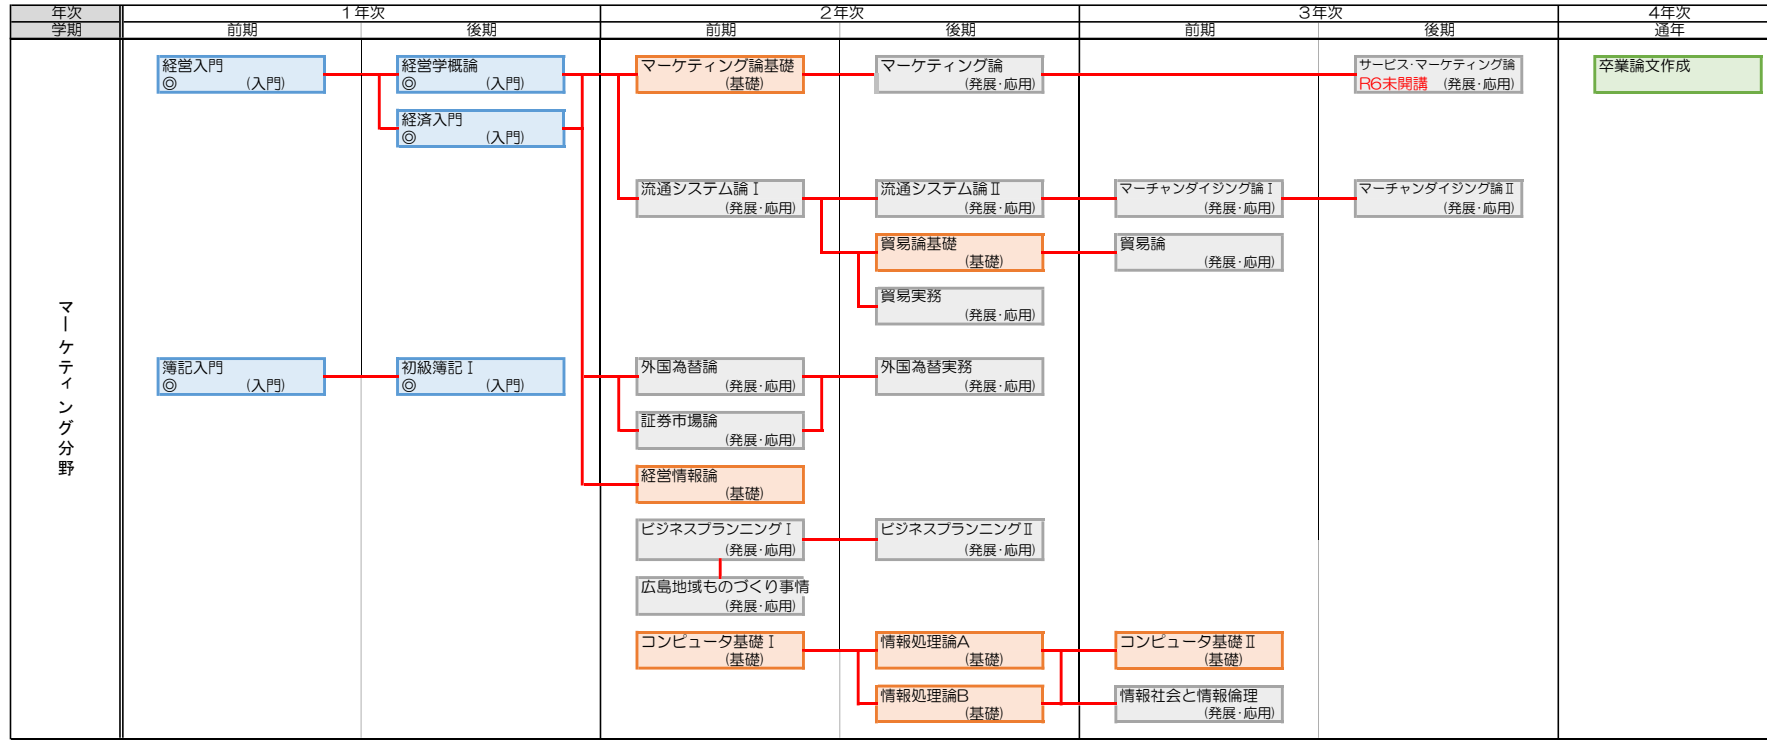 年次 １年次 ２年次 ３年次 ４年次
学期 前期 後期 前期 後期 前期 後期 通年
マーケティング分野
経営入門
◎ (入門)
経営学概論
◎ (入門)
マーケティング論基礎
(基礎)
マーケティング論
(発展・応用)
サービス・マーケティング論
R6未開講 (発展・応用)
卒業論文作成
経済入門
◎ (入門)
流通システム論Ⅰ
(発展・応用)
流通システム論Ⅱ
(発展・応用)
マーチャンダイジング論Ⅰ
(発展・応用)
マーチャンダイジング論Ⅱ
(発展・応用)
貿易論基礎
(基礎)
貿易論
(発展・応用)
貿易実務
(発展・応用)
簿記入門
◎ (入門)
初級簿記Ⅰ
◎ (入門)
外国為替論
(発展・応用)
外国為替実務
(発展・応用)
証券市場論
(発展・応用)
経営情報論
(基礎)
ビジネスプランニングⅠ
(発展・応用)
ビジネスプランニングⅡ
(発展・応用)
広島地域ものづくり事情
(発展・応用)
コンピュータ基礎Ⅰ
(基礎)
情報処理論A
(基礎)
コンピュータ基礎Ⅱ
(基礎)
情報処理論B
(基礎)
情報社会と情報倫理
(発展・応用)